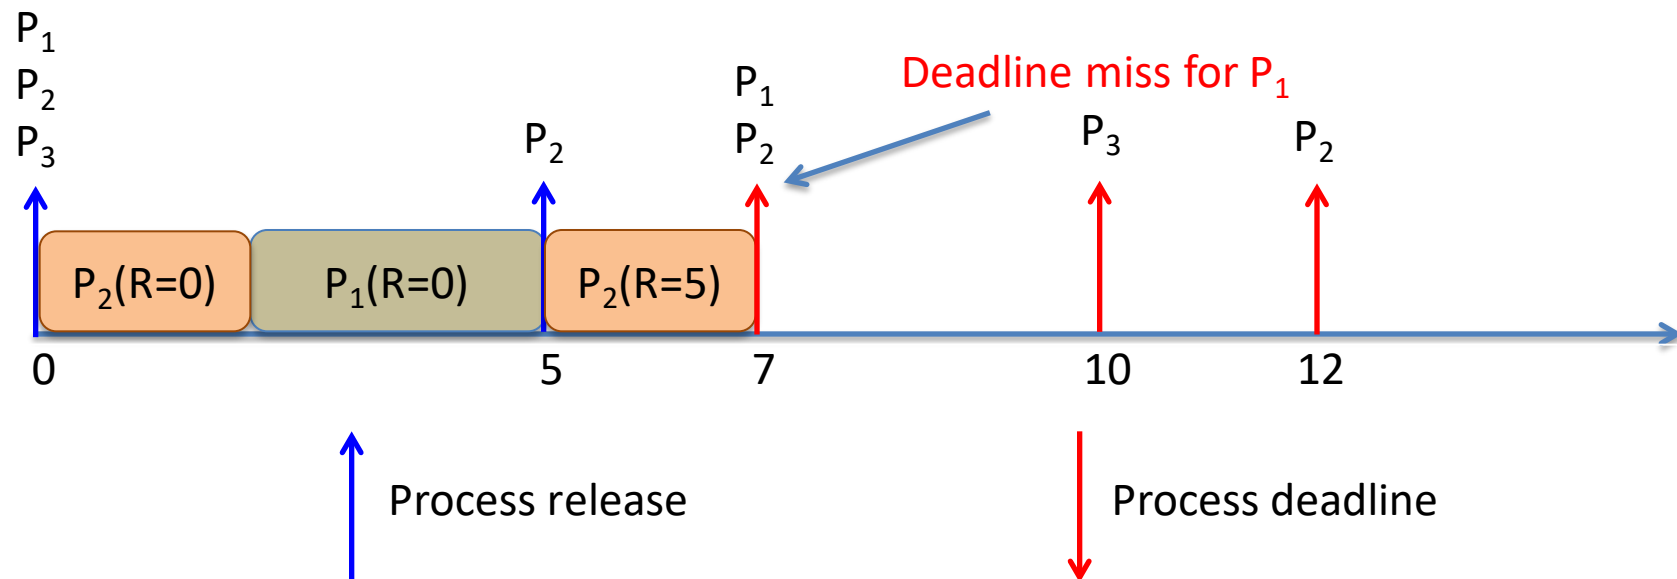 P₁
P₂
P₃
P₂
P₁
P₂
Deadline miss for P₁
P₃
P₂
P₂(R=0)
P₁(R=0)
P₂(R=5)
0
5
7
10
12
Process release
Process deadline